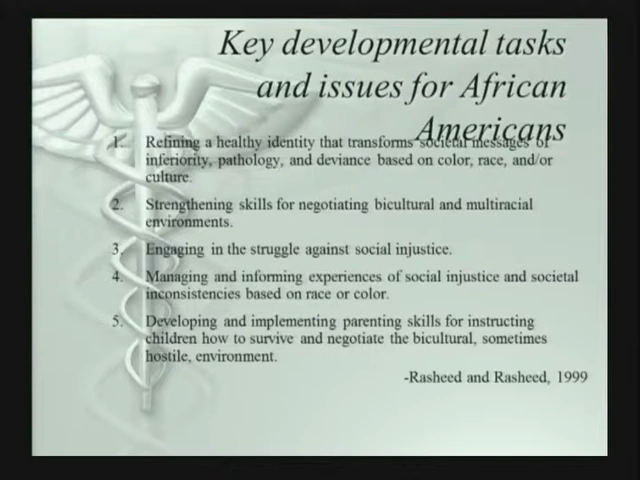 Key developmental tasks
and issues for African
Americans
1. Refining a healthy identity that transforms societal messages of
inferiority, pathology, and deviance based on color, race, and/or
culture.
2. Strengthening skills for negotiating bicultural and multiracial
environments.
3. Engaging in the struggle against social injustice.
4. Managing and informing experiences of social injustice and societal
inconsistencies based on race or color.
5. Developing and implementing parenting skills for instructing
children how to survive and negotiate the bicultural, sometimes
hostile, environment.
-Rasheed and Rasheed, 1999